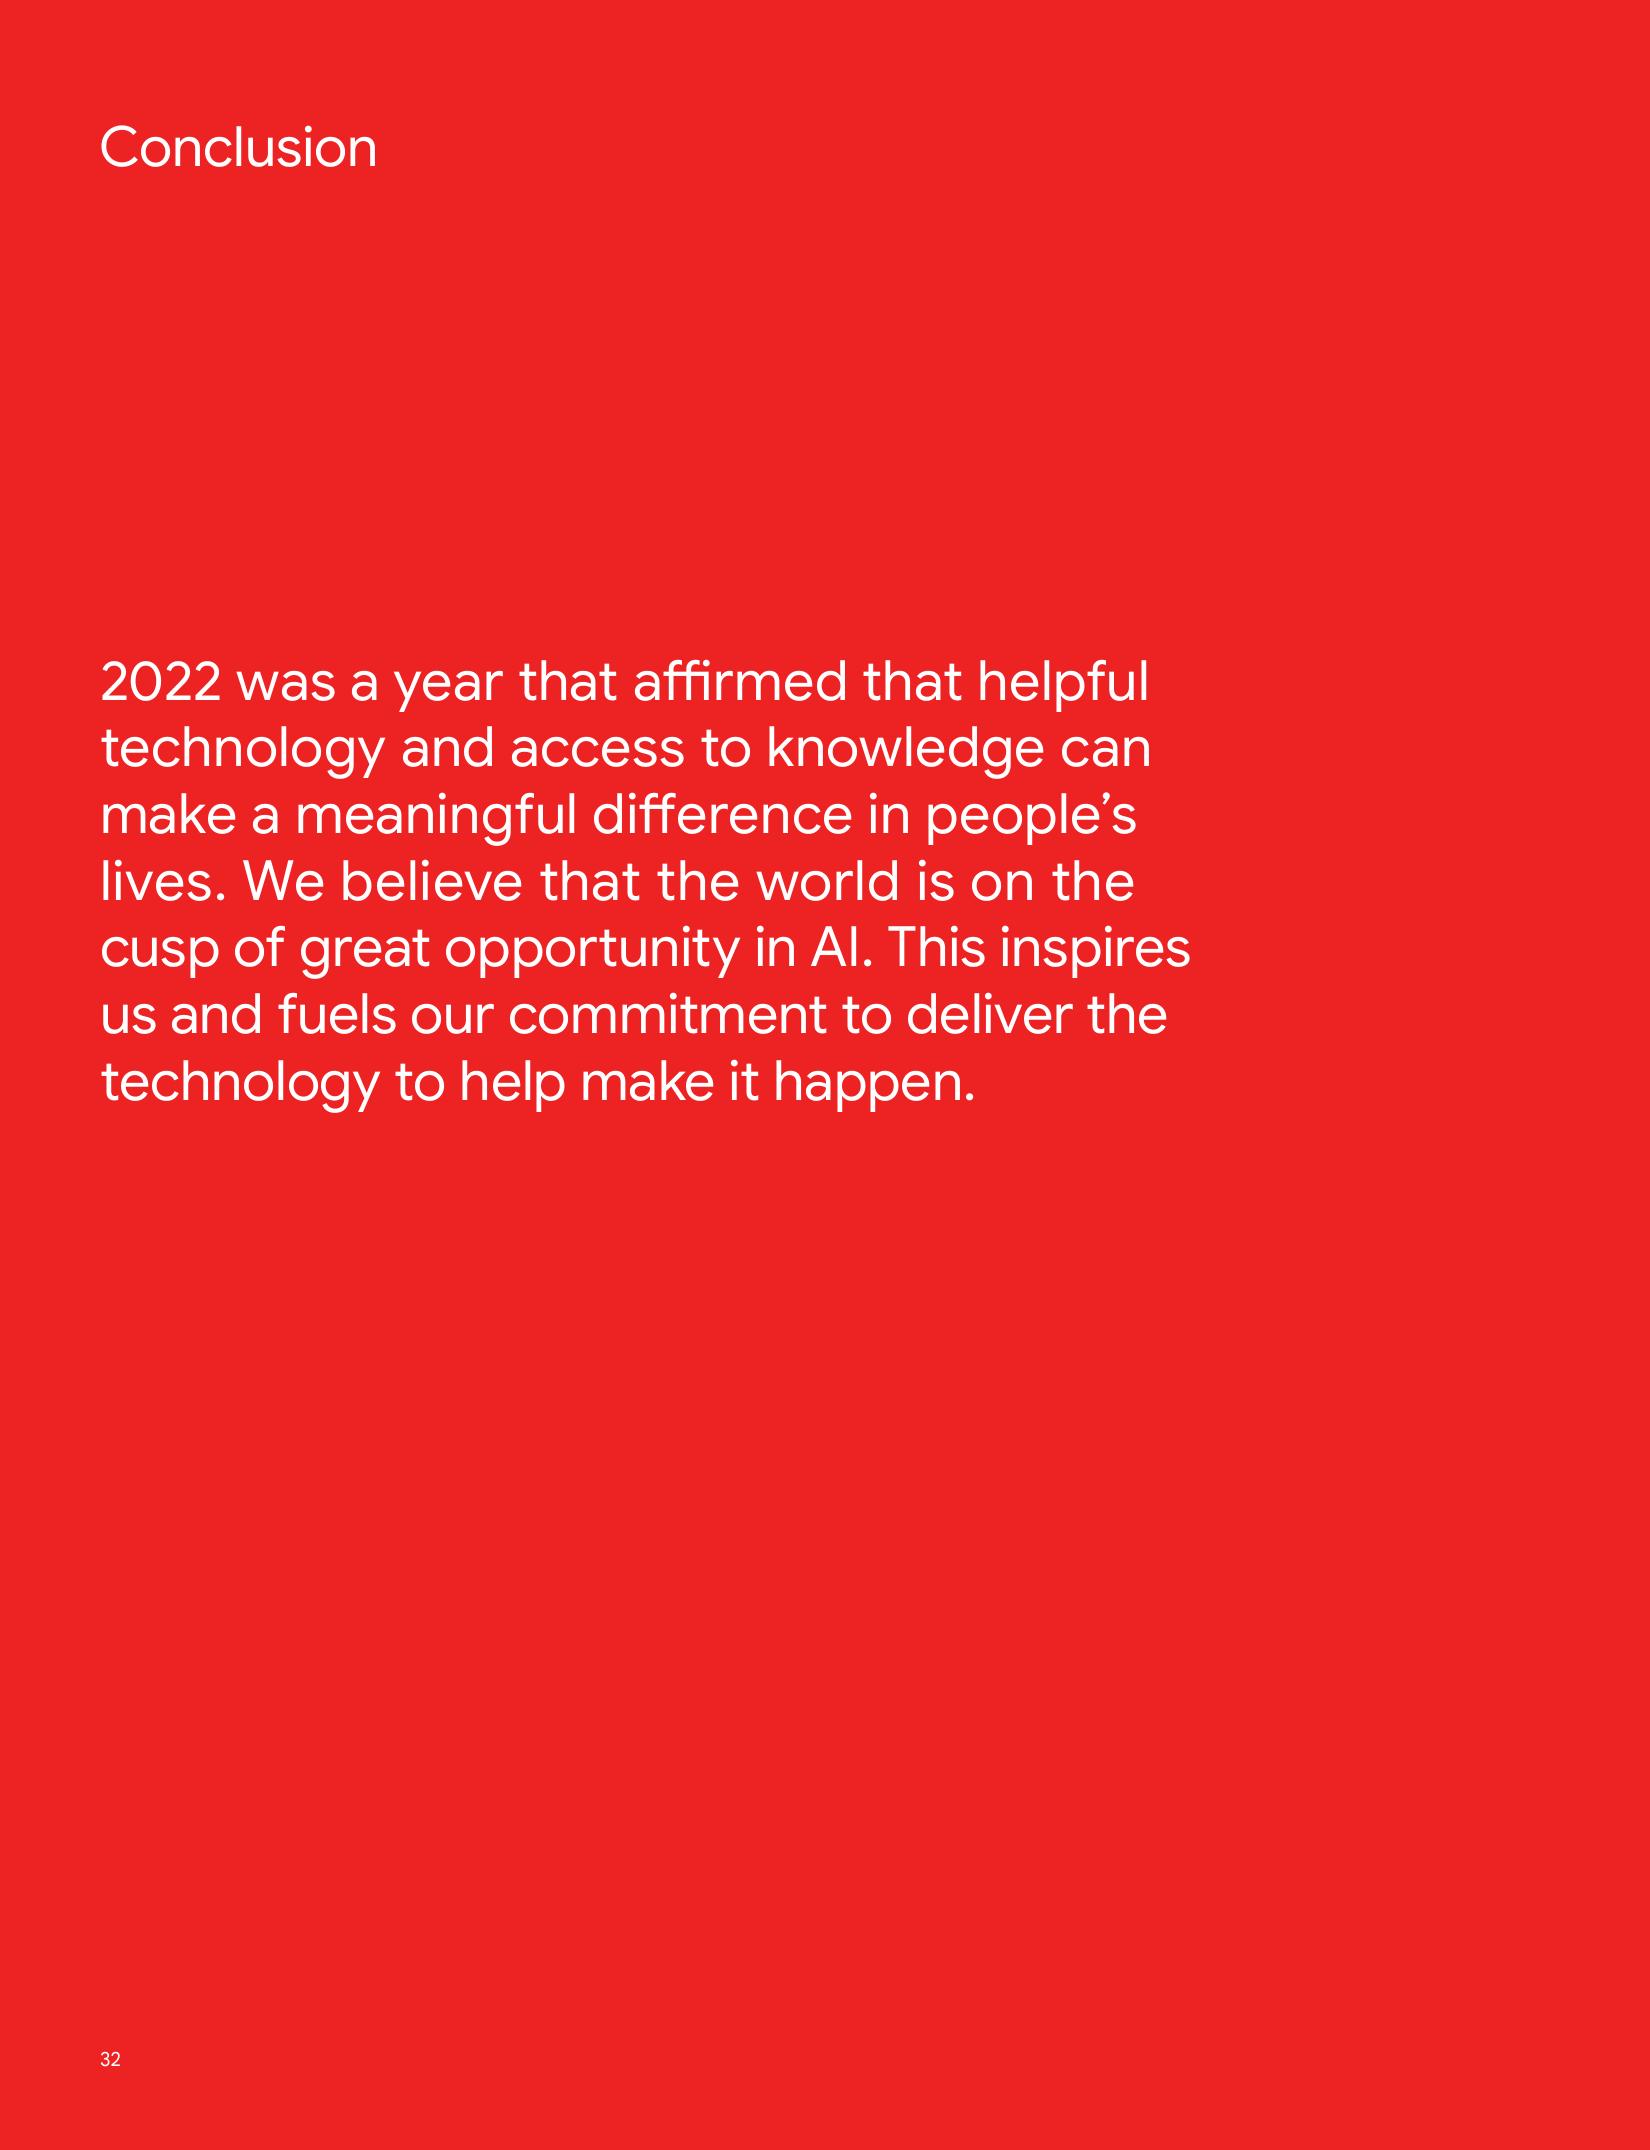 Conclusion
2022 was a year that affirmed that helpful
technology and access to knowledge can
make a meaningful difference in people’s
lives. We believe that the world is on the
cusp of great opportunity in AI. This inspires
us and fuels our commitment to deliver the
technology to help make it happen.
32